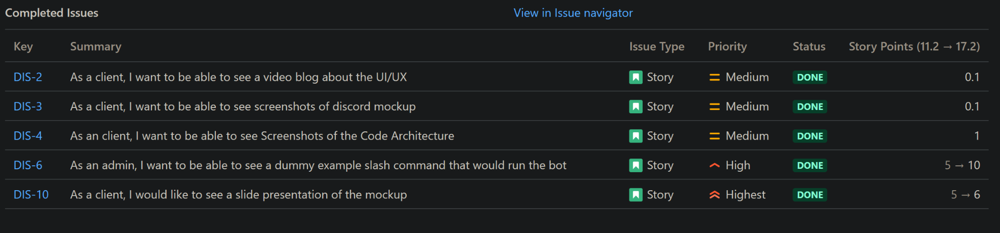 Completed Issues View in Issue navigator
Key Summary Issue Type Priority Status Story Points (11.2 → 17.2)
DIS-2 As a client, I want to be able to see a video blog about the UI/UX Story Medium DONE 0.1
DIS-3 As a client, I want to be able to see screenshots of discord mockup Story Medium DONE 0.1
DIS-4 As an client, I want to be able to see Screenshots of the Code Architecture Story Medium DONE 1
DIS-6 As an admin, I want to be able to see a dummy example slash command that would run the bot Story High DONE 5 → 10
DIS-10 As a client, I would like to see a slide presentation of the mockup Story Highest DONE 5 → 6